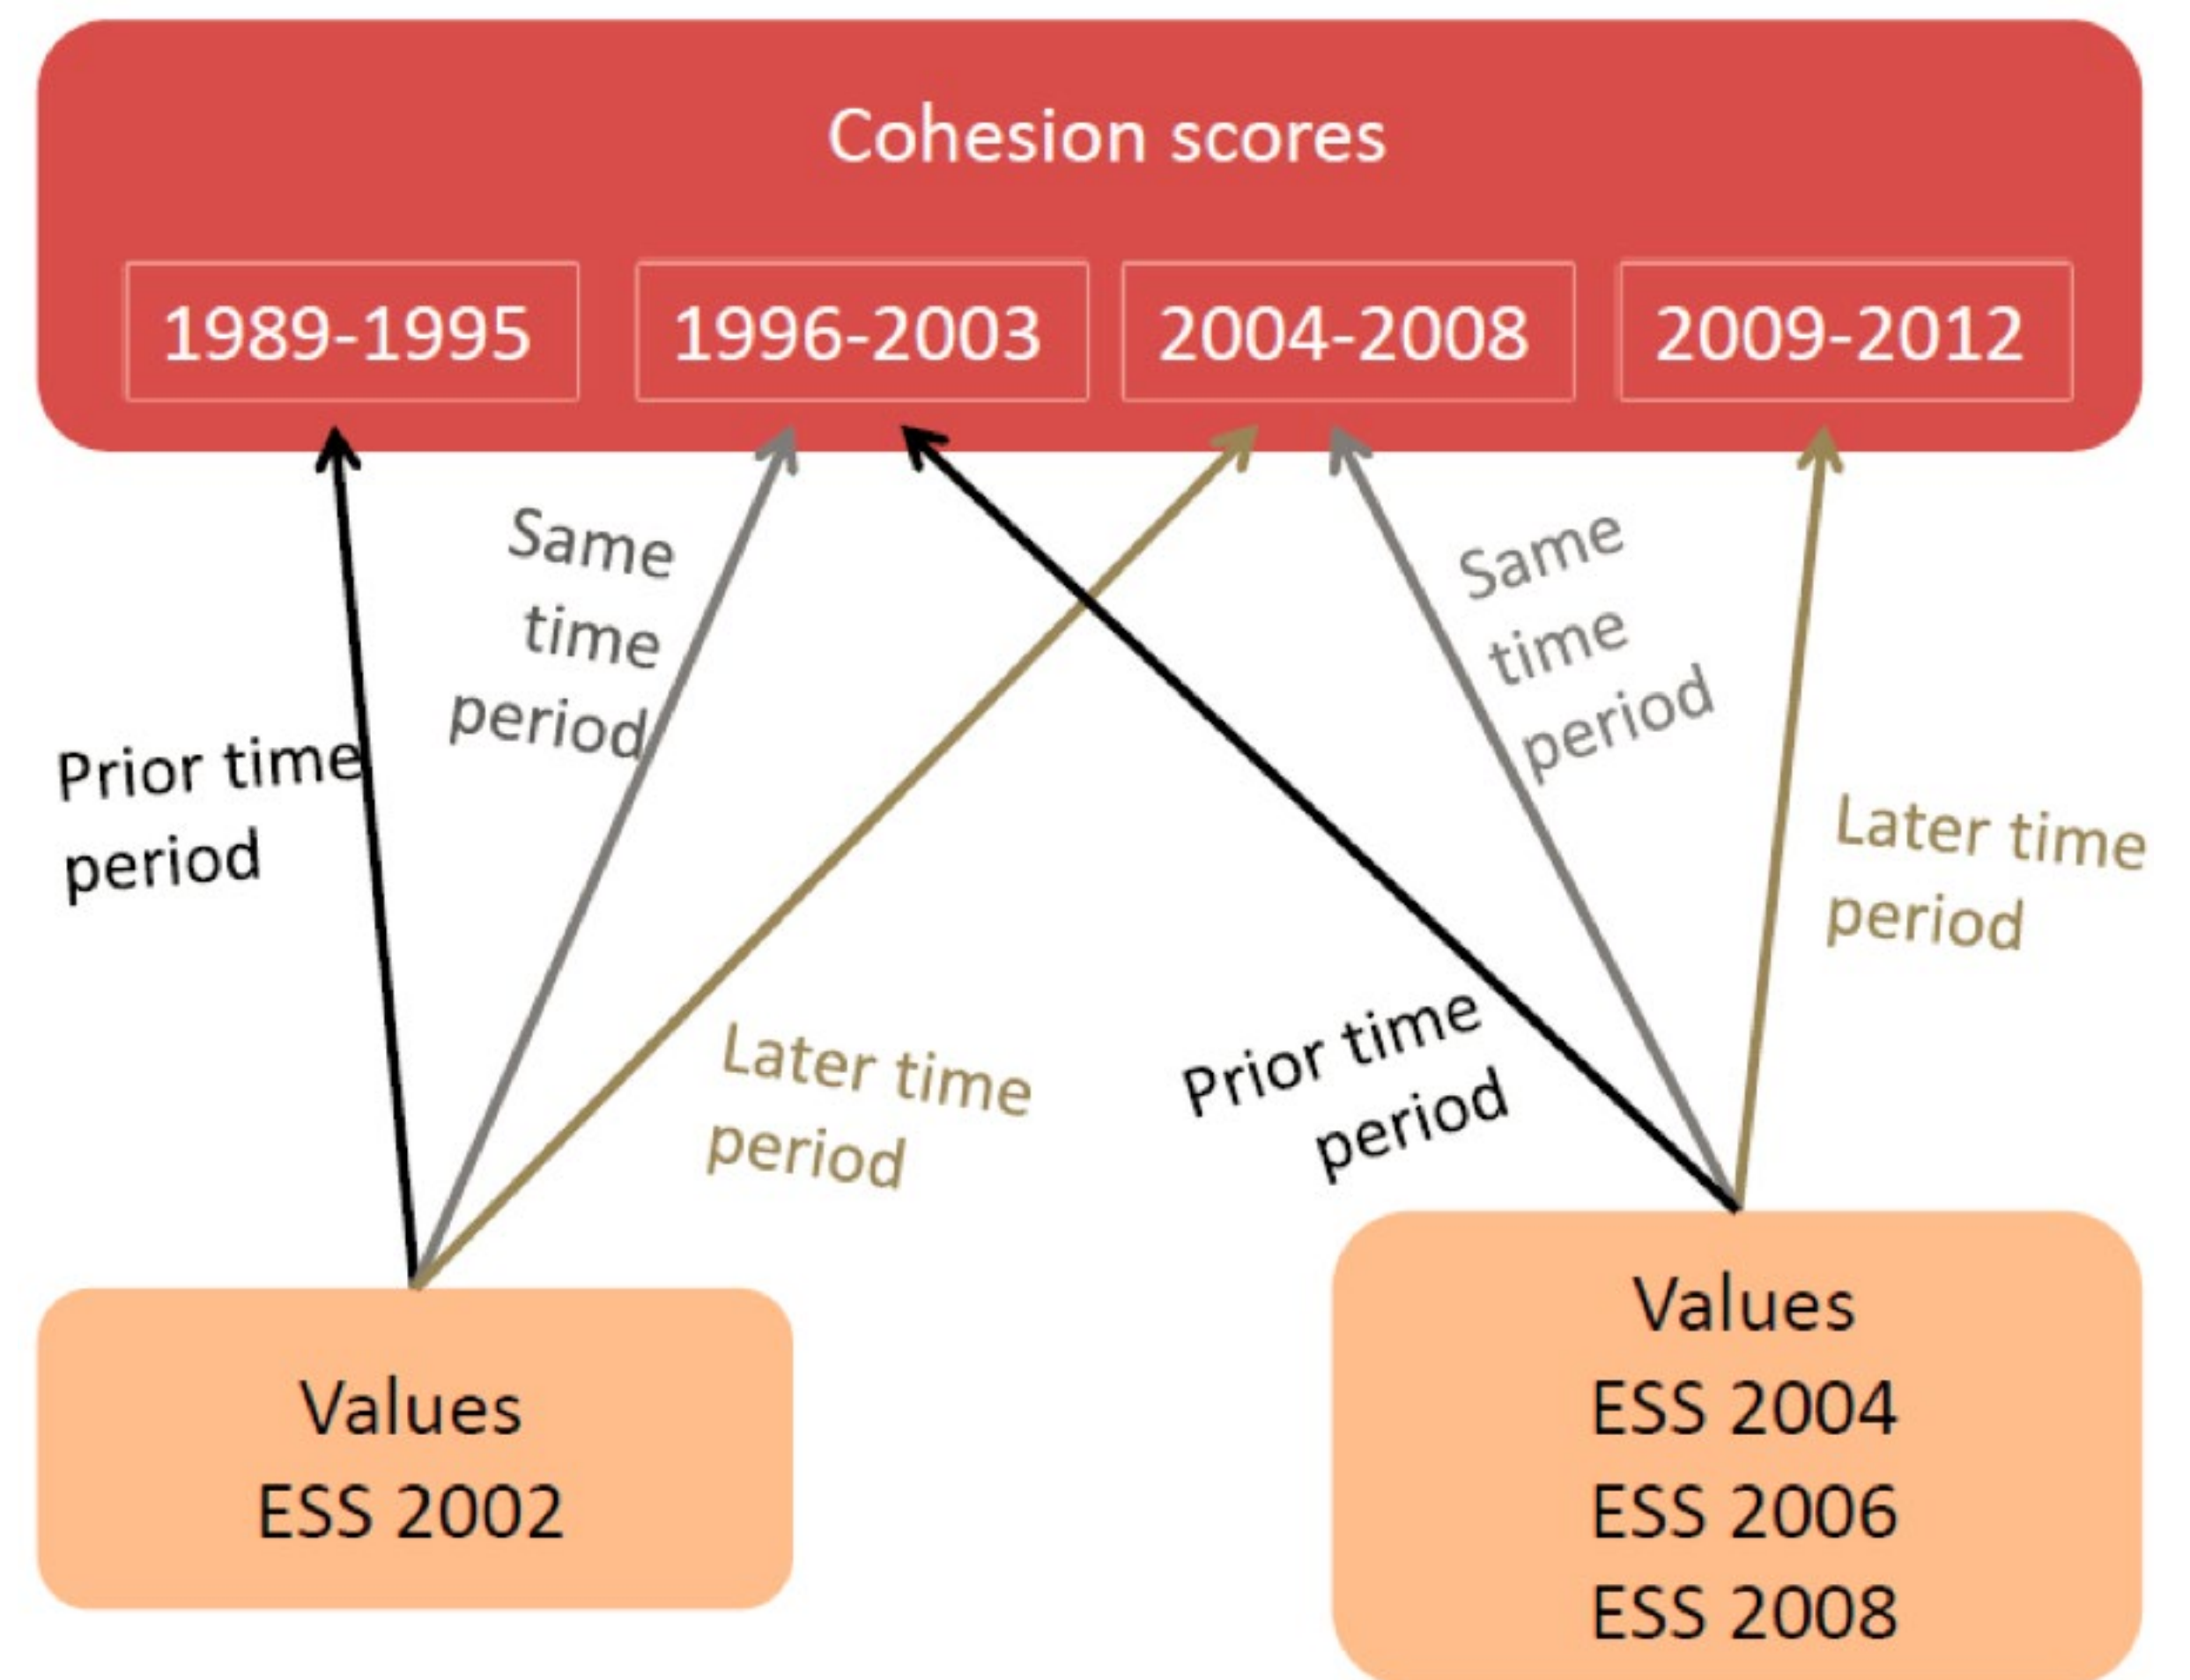 Cohesion scores
1989-1995
1996-2003
2004-2008
2009-2012
Prior time
period
Same
time
period
Later time
period
Prior time
period
Same
time
period
Later time
period
Values
ESS 2002
Values
ESS 2004
ESS 2006
ESS 2008